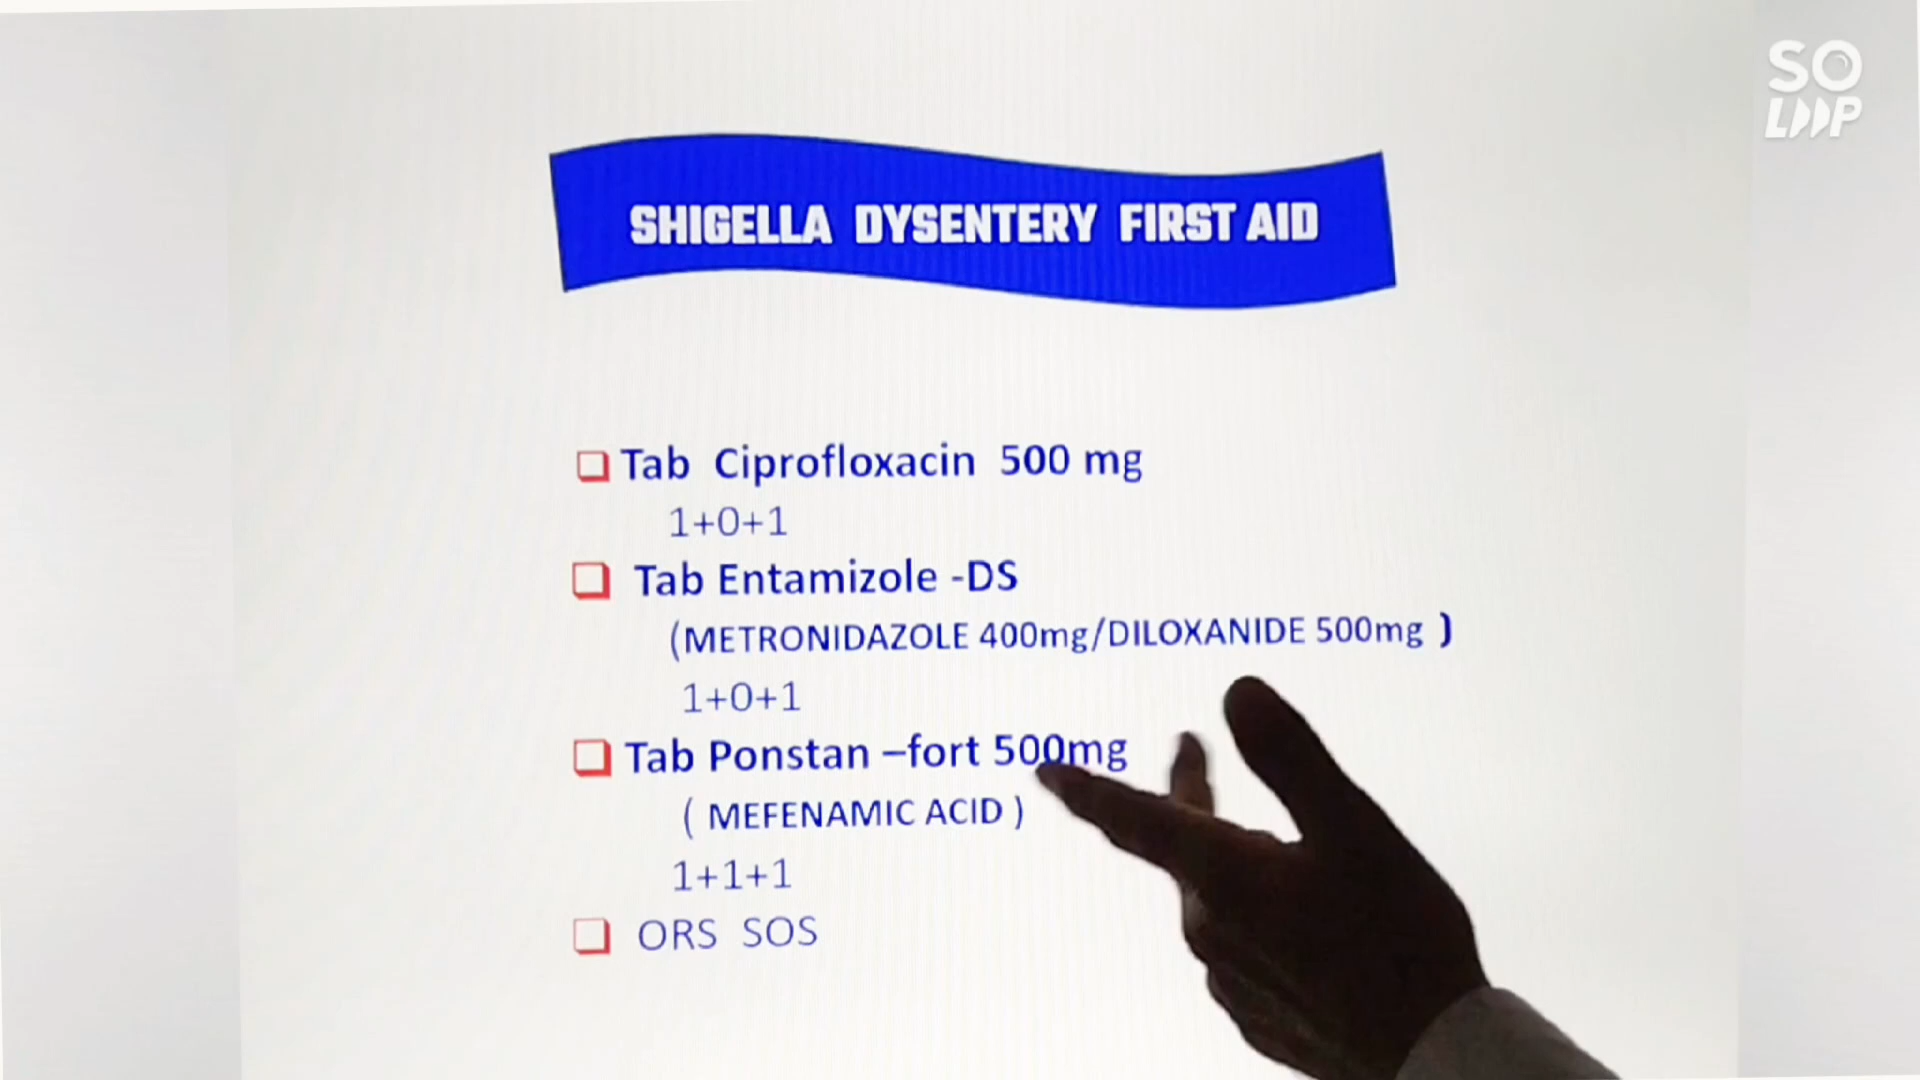 SO
LOOP
SHIGELLA DYSENTERY FIRST AID
Tab Ciprofloxacin 500 mg
1+0+1
Tab Entamizole -DS
(METRONIDAZOLE 400mg/DILOXANIDE 500mg )
1+0+1
Tab Ponstan –fort 500mg
( MEFENAMIC ACID )
1+1+1
ORS SOS